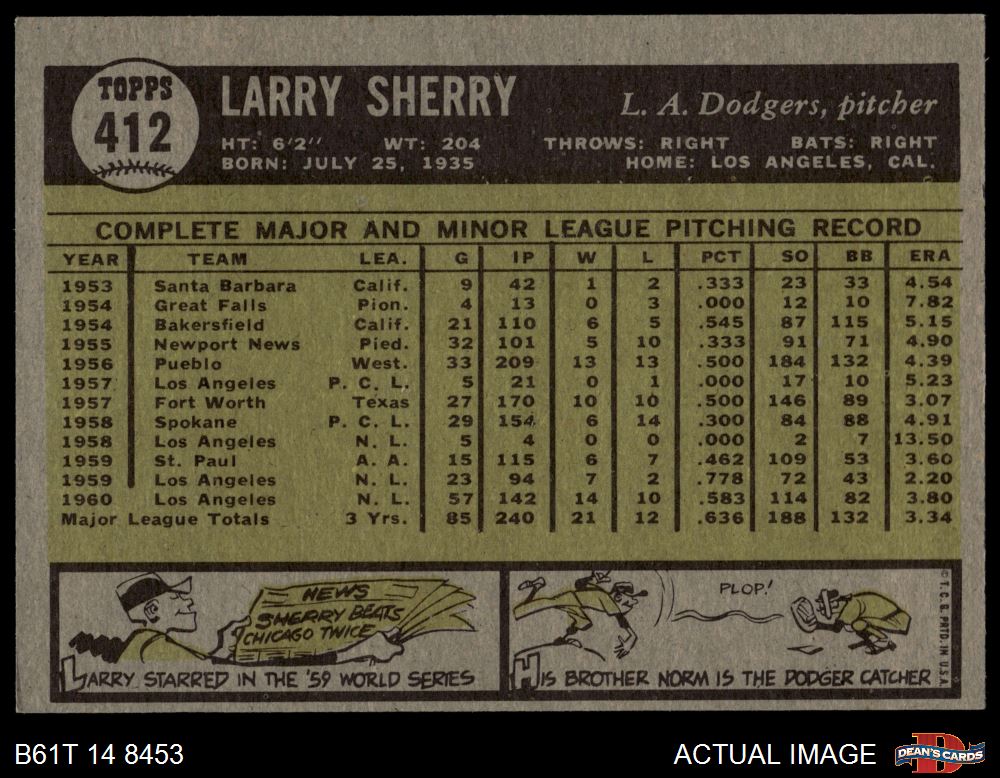 TOPPS
412
LARRY SHERRY
L. A. Dodgers, pitcher
HT: 6'2" WT: 204 THROWS: RIGHT BATS: RIGHT
BORN: JULY 25, 1935 HOME: LOS ANGELES, CAL.
COMPLETE MAJOR AND MINOR LEAGUE PITCHING RECORD
YEAR TEAM LEA. G IP W L PCT SO BB ERA
1953 Santa Barbara Calif. 9 42 1 2 .333 23 33 4.54
1954 Great Falls Pion. 4 13 0 3 .000 12 10 7.82
1954 Bakersfield Calif. 21 110 6 5 .545 87 115 5.15
1955 Newport News Pied. 32 101 5 10 .333 91 71 4.90
1956 Pueblo West. 33 209 13 13 .500 184 132 4.39
1957 Los Angeles P. C. L. 5 21 0 1 .000 17 10 5.23
1957 Fort Worth Texas 27 170 10 10 .500 146 89 3.07
1958 Spokane P. C. L. 29 154 6 14 .300 84 88 4.91
1958 Los Angeles N. L. 5 4 0 0 .000 2 7 13.50
1959 St. Paul A. A. 15 115 6 7 .462 109 53 3.60
1959 Los Angeles N. L. 23 94 7 2 .778 72 43 2.20
1960 Los Angeles N. L. 57 142 14 10 .583 114 82 3.80
Major League Totals 3 Yrs. 85 240 21 12 .636 188 132 3.34
NEWS
SHERRY BEATS
CHICAGO TWICE
LARRY STARRED IN THE '59 WORLD SERIES
PLOP!
HIS BROTHER NORM IS THE DODGER CATCHER
© T.C.G. PRTD. IN U.S.A.
B61T 14 8453
ACTUAL IMAGE
D
DEAN'S CARDS